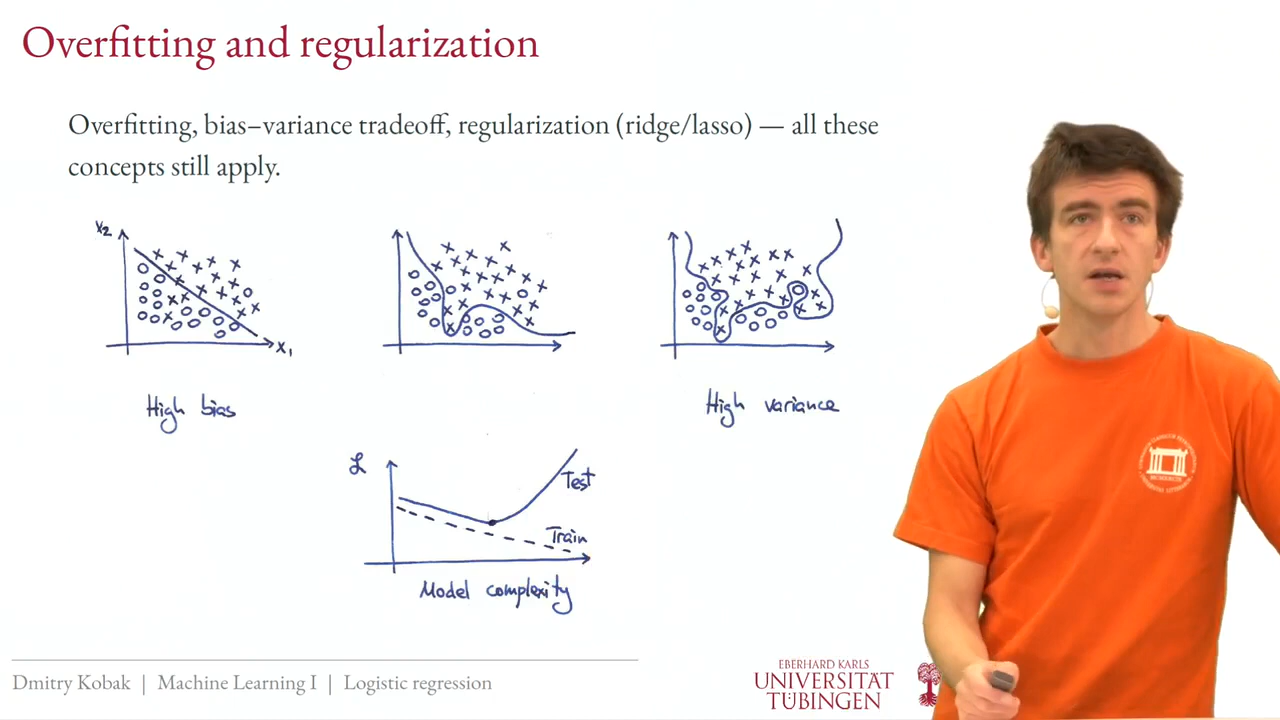 Overfitting and regularization
Overfitting, bias–variance tradeoff, regularization (ridge/lasso) — all these
concepts still apply.
x₂
x₁
High bias
High variance
ℒ
Test
Train
Model complexity
Dmitry Kobak | Machine Learning I | Logistic regression
EBERHARD KARLS
UNIVERSITÄT
TÜBINGEN